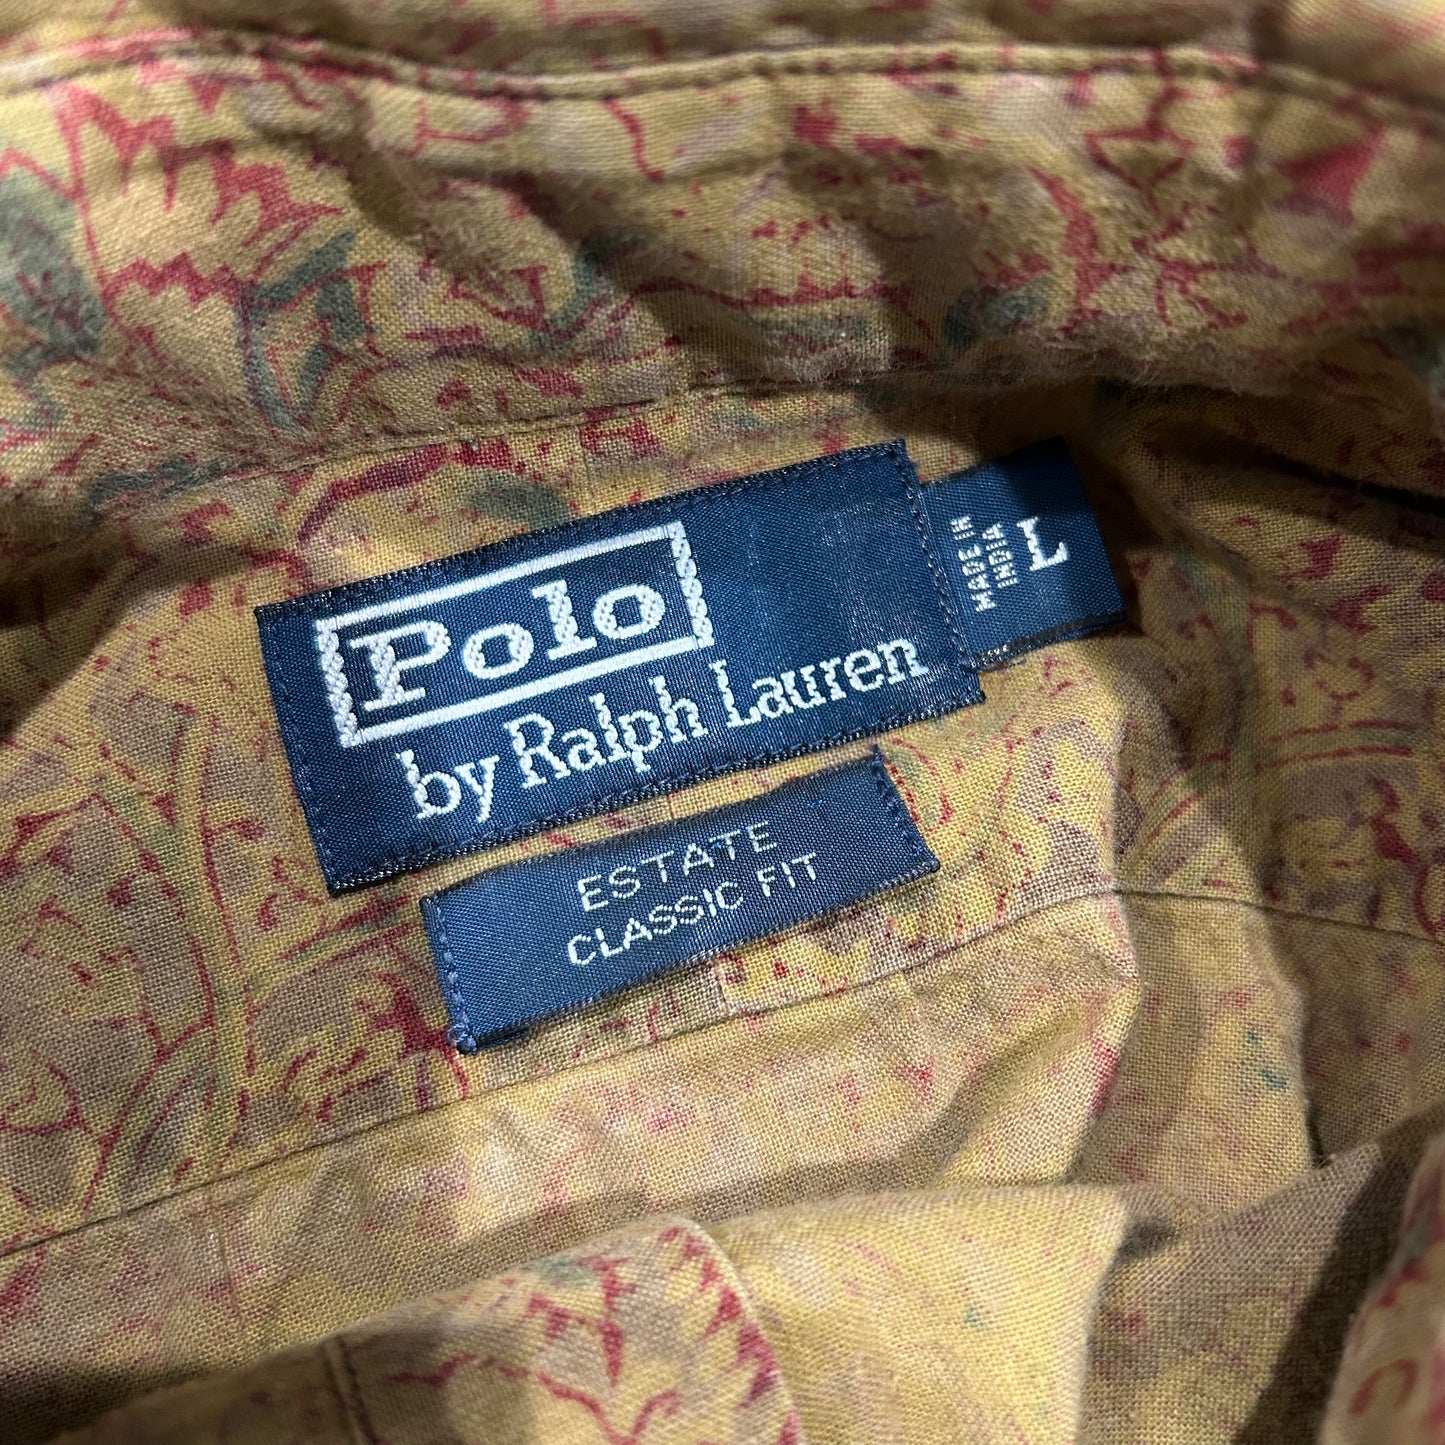 Polo
by Ralph Lauren
MADE IN
INDIA
L
ESTATE
CLASSIC FIT